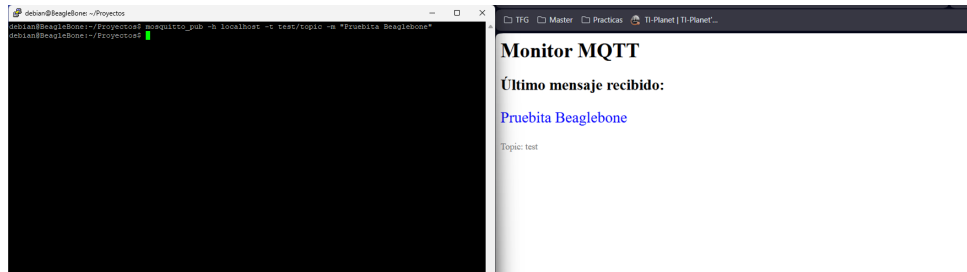 debian@BeagleBone: ~/Proyectos
debian@BeagleBone:~/Proyectos$ mosquitto_pub -h localhost -t test/topic -m "Pruebita Beaglebone"
debian@BeagleBone:~/Proyectos$
TFG Master Practicas TI-Planet | TI-Planet'...
Monitor MQTT
Último mensaje recibido:
Pruebita Beaglebone
Topic: test